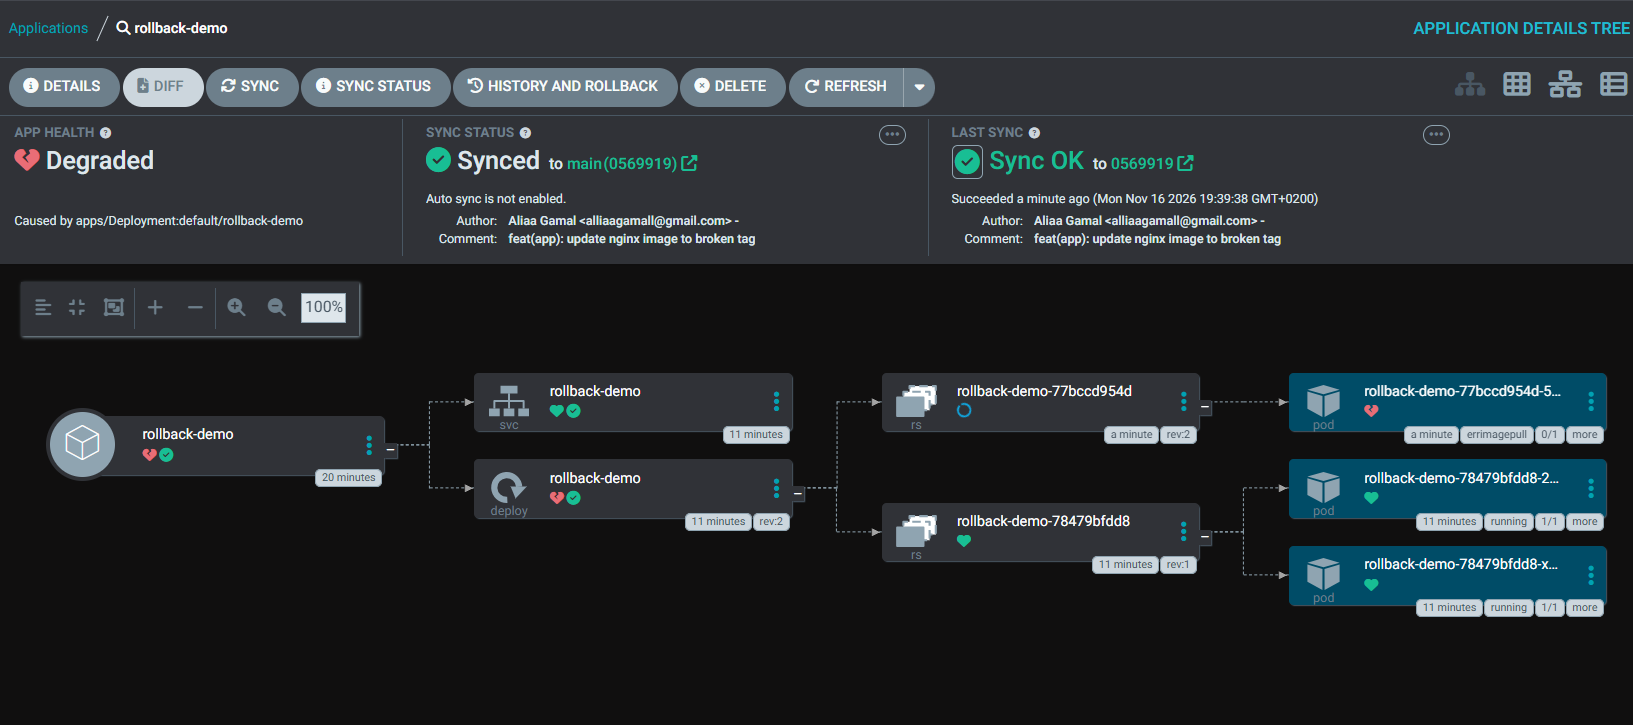 Applications / rollback-demo
APPLICATION DETAILS TREE
DETAILS
DIFF
SYNC
SYNC STATUS
HISTORY AND ROLLBACK
DELETE
REFRESH
APP HEALTH
Degraded
Caused by apps/Deployment:default/rollback-demo
SYNC STATUS
Synced to main(0569919)
Auto sync is not enabled.
Author: Aliaa Gamal <alliaagamall@gmail.com> -
Comment: feat(app): update nginx image to broken tag
LAST SYNC
Sync OK to 0569919
Succeeded a minute ago (Mon Nov 16 2026 19:39:38 GMT+0200)
Author: Aliaa Gamal <alliaagamall@gmail.com> -
Comment: feat(app): update nginx image to broken tag
100%
rollback-demo
20 minutes
rollback-demo
svc
11 minutes
rollback-demo
deploy
11 minutes rev:2
rollback-demo-77bccd954d
rs
a minute rev:2
rollback-demo-78479bfdd8
rs
11 minutes rev:1
rollback-demo-77bccd954d-5...
pod
a minute errimagepull 0/1 more
rollback-demo-78479bfdd8-2...
pod
11 minutes running 1/1 more
rollback-demo-78479bfdd8-x...
pod
11 minutes running 1/1 more